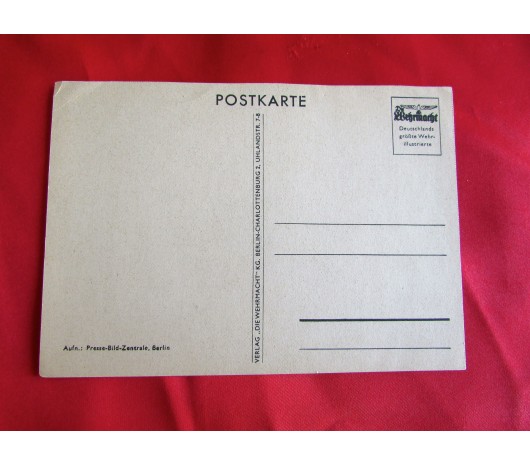 POSTKARTE
Die Wehrmacht
Deutschlands
größte Wehr-
illustrierte
VERLAG „DIE WEHRMACHT” KG. BERLIN-CHARLOTTENBURG 2, UHLANDSTR. 7-8
Aufn.: Presse-Bild-Zentrale, Berlin